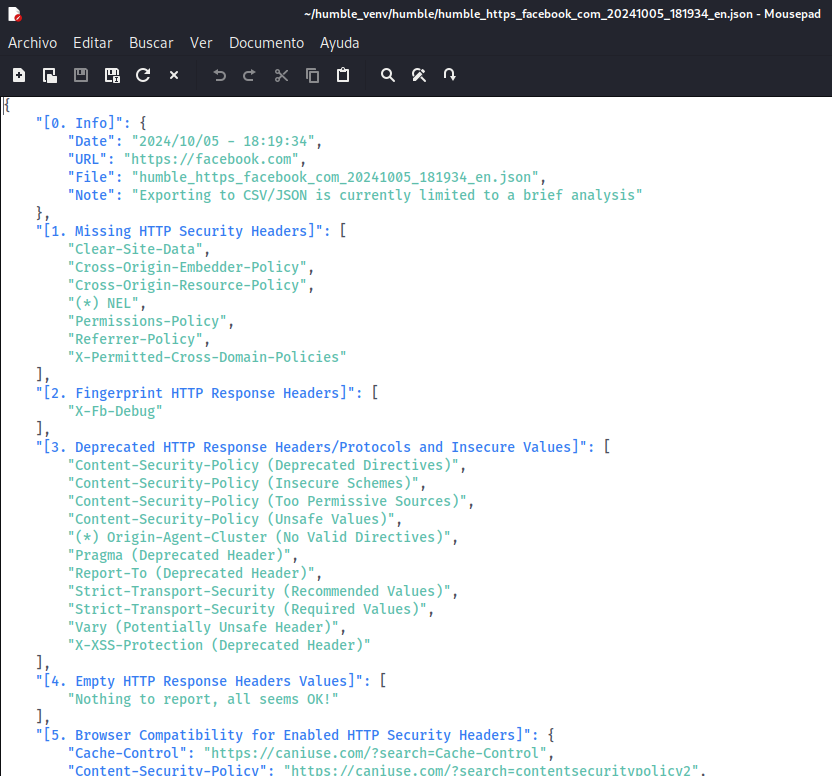 ~/humble_venv/humble/humble_https_facebook_com_20241005_181934_en.json - Mousepad
Archivo Editar Buscar Ver Documento Ayuda
{
"[0. Info]": {
"Date": "2024/10/05 - 18:19:34",
"URL": "https://facebook.com",
"File": "humble_https_facebook_com_20241005_181934_en.json",
"Note": "Exporting to CSV/JSON is currently limited to a brief analysis"
},
"[1. Missing HTTP Security Headers]": [
"Clear-Site-Data",
"Cross-Origin-Embedder-Policy",
"Cross-Origin-Resource-Policy",
"(*) NEL",
"Permissions-Policy",
"Referrer-Policy",
"X-Permitted-Cross-Domain-Policies"
],
"[2. Fingerprint HTTP Response Headers]": [
"X-Fb-Debug"
],
"[3. Deprecated HTTP Response Headers/Protocols and Insecure Values]": [
"Content-Security-Policy (Deprecated Directives)",
"Content-Security-Policy (Insecure Schemes)",
"Content-Security-Policy (Too Permissive Sources)",
"Content-Security-Policy (Unsafe Values)",
"(*) Origin-Agent-Cluster (No Valid Directives)",
"Pragma (Deprecated Header)",
"Report-To (Deprecated Header)",
"Strict-Transport-Security (Recommended Values)",
"Strict-Transport-Security (Required Values)",
"Vary (Potentially Unsafe Header)",
"X-XSS-Protection (Deprecated Header)"
],
"[4. Empty HTTP Response Headers Values]": [
"Nothing to report, all seems OK!"
],
"[5. Browser Compatibility for Enabled HTTP Security Headers]": {
"Cache-Control": "https://caniuse.com/?search=Cache-Control",
"Content-Security-Policy": "https://caniuse.com/?search=contentsecuritypolicy2",